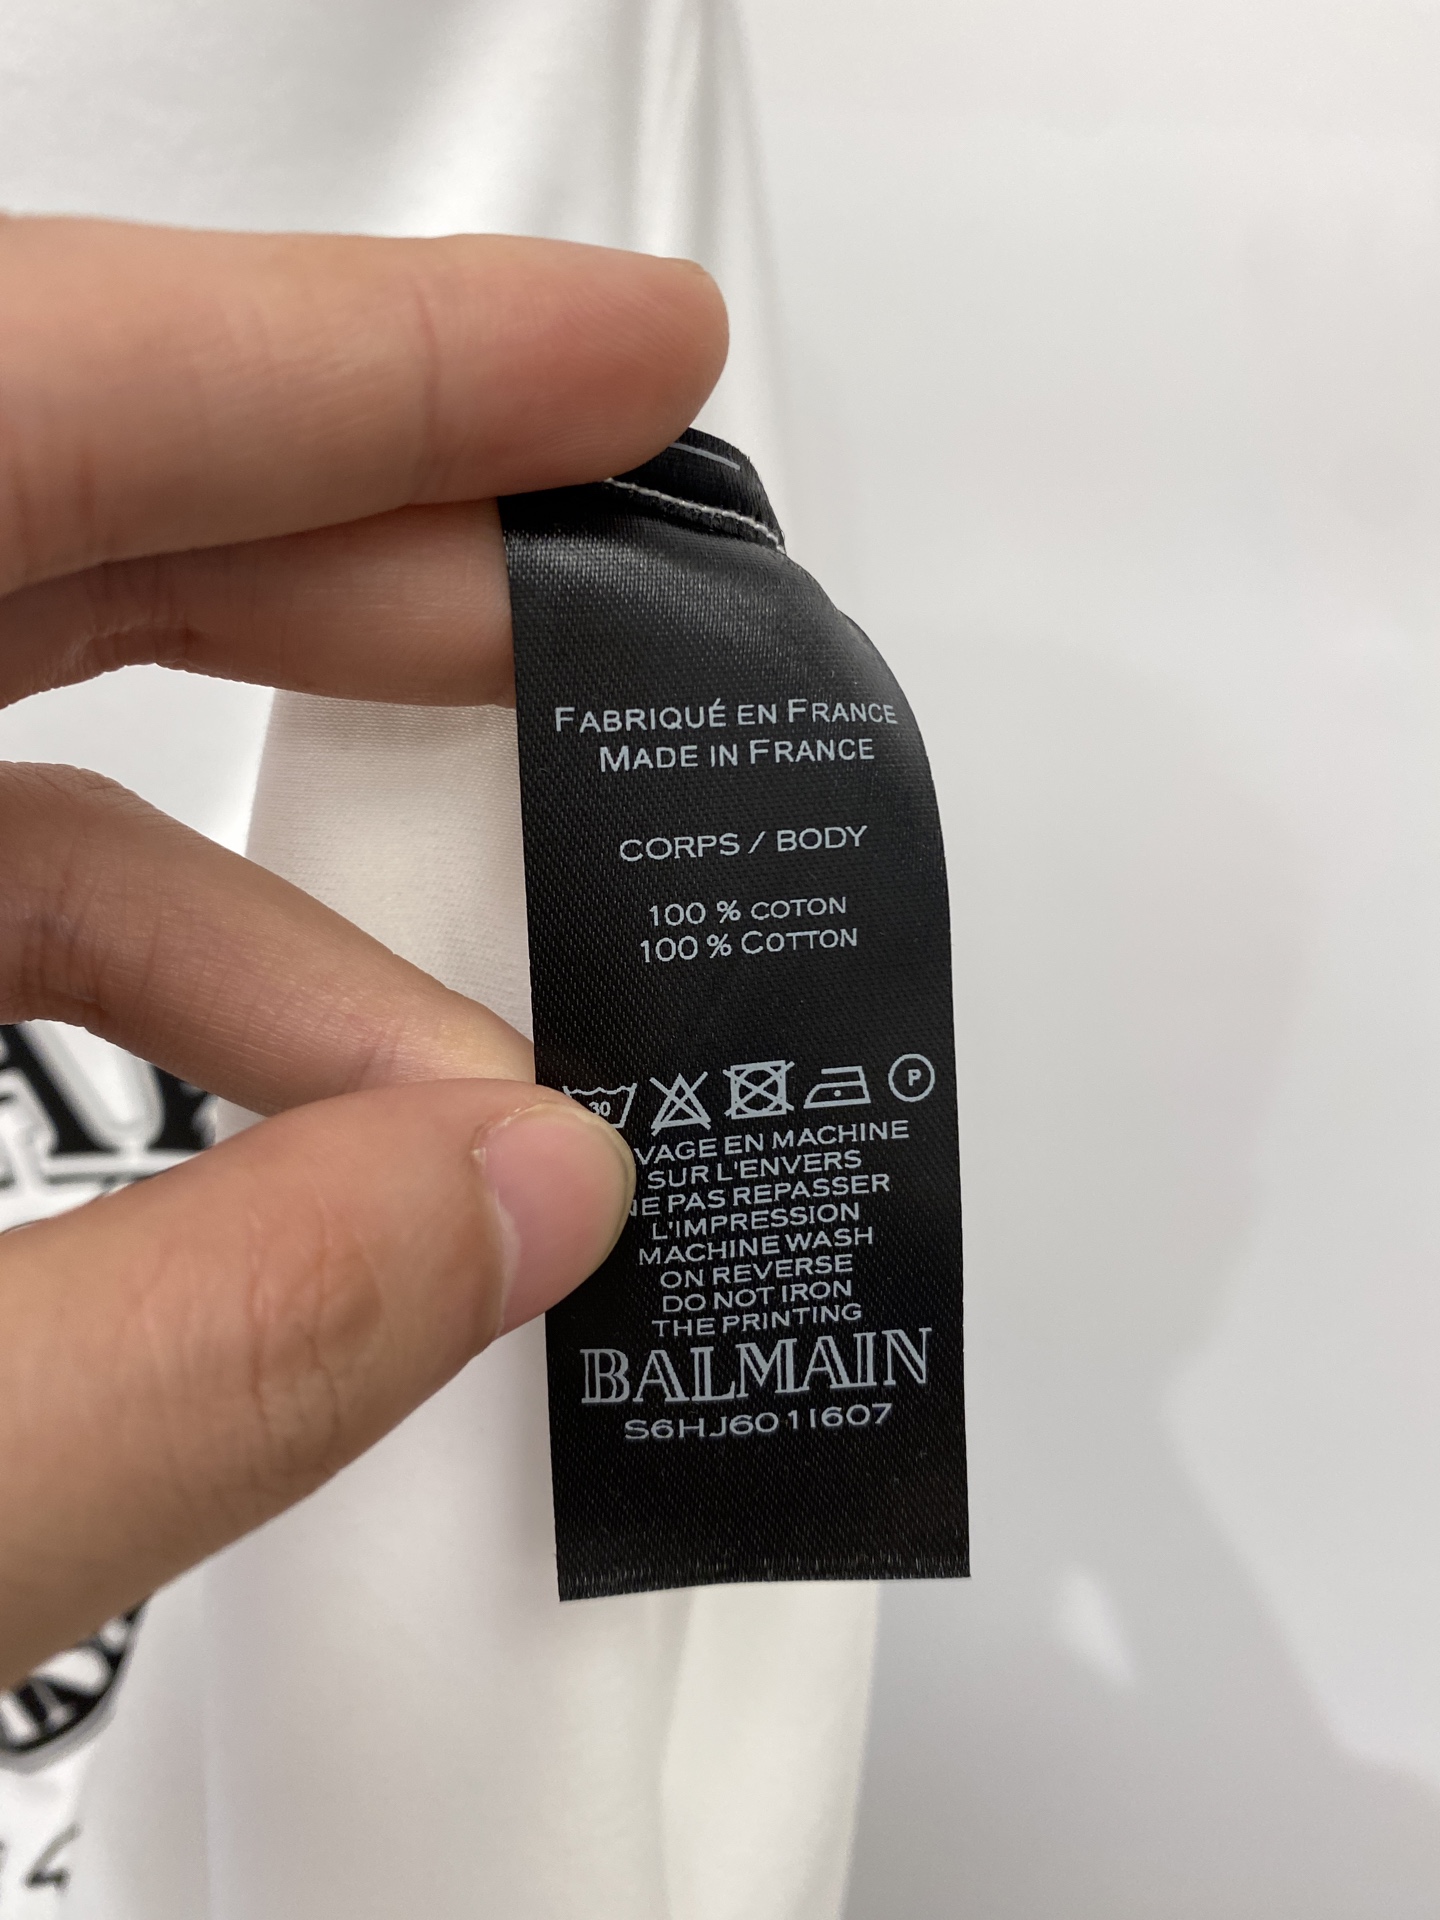 FABRIQUÉ EN FRANCE
MADE IN FRANCE
CORPS / BODY
100 % COTON
100 % COTTON
30 P
EN MACHINE
SUR L'ENVERS
NE PAS REPASSER
L'IMPRESSION
MACHINE WASH
ON REVERSE
DO NOT IRON
THE PRINTING
BALMAIN
S6HJ6011607